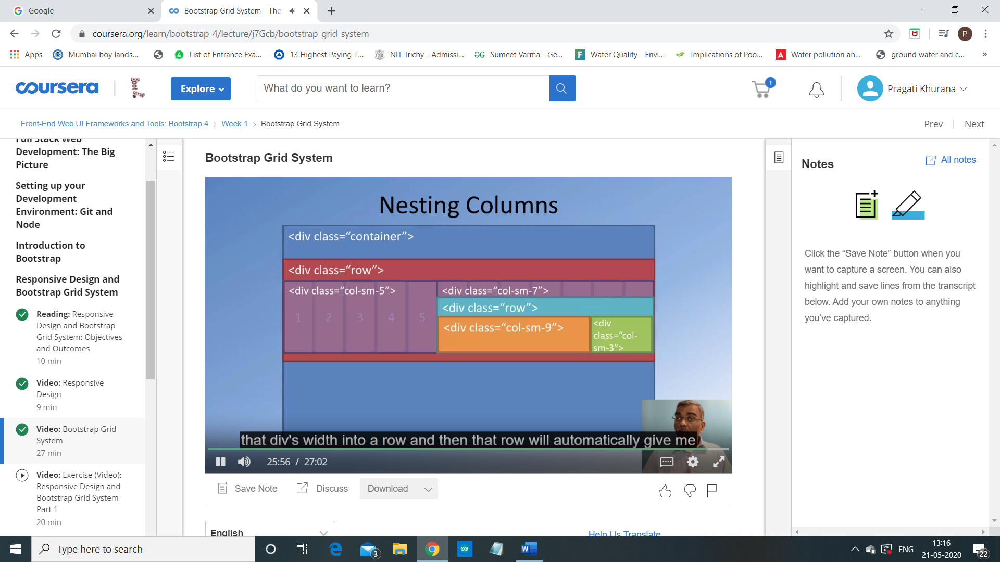 Google
Bootstrap Grid System - The
coursera.org/learn/bootstrap-4/lecture/j7Gcb/bootstrap-grid-system
P
Apps
Mumbai boy lands...
4
List of Entrance Exa...
13 Highest Paying T...
NIT Trichy - Admissi...
Sumeet Varma - Ge...
F
Water Quality - Envi...
Implications of Poo...
A
Water pollution an...
ground water and c...
»
coursera
Boot
strap
Explore
What do you want to learn?
1
Pragati Khurana
Front-End Web UI Frameworks and Tools: Bootstrap 4 > Week 1 > Bootstrap Grid System
Prev | Next
Full Stack Web
Development: The Big
Picture
Setting up your
Development
Environment: Git and
Node
Introduction to
Bootstrap
Responsive Design and
Bootstrap Grid System
Reading: Responsive
Design and Bootstrap
Grid System: Objectives
and Outcomes
10 min
Video: Responsive
Design
9 min
Video: Bootstrap Grid
System
27 min
Video: Exercise (Video):
Responsive Design and
Bootstrap Grid System
Part 1
20 min
Bootstrap Grid System
Nesting Columns
<div class=“container”>
<div class=“row”>
<div class=“col-sm-5”>
<div class=“col-sm-7”>
1 2 3 4 5
<div class=“row”>
<div class=“col-sm-9”>
<div
class=“col-
sm-3”>
that div's width into a row and then that row will automatically give me
25:56 / 27:02
Save Note
Discuss
Download
English
Help Us Translate
Notes
All notes
Click the “Save Note” button when you
want to capture a screen. You can also
highlight and save lines from the transcript
below. Add your own notes to anything
you’ve captured.
Type here to search
3
W
ENG
13:16
21-05-2020
22